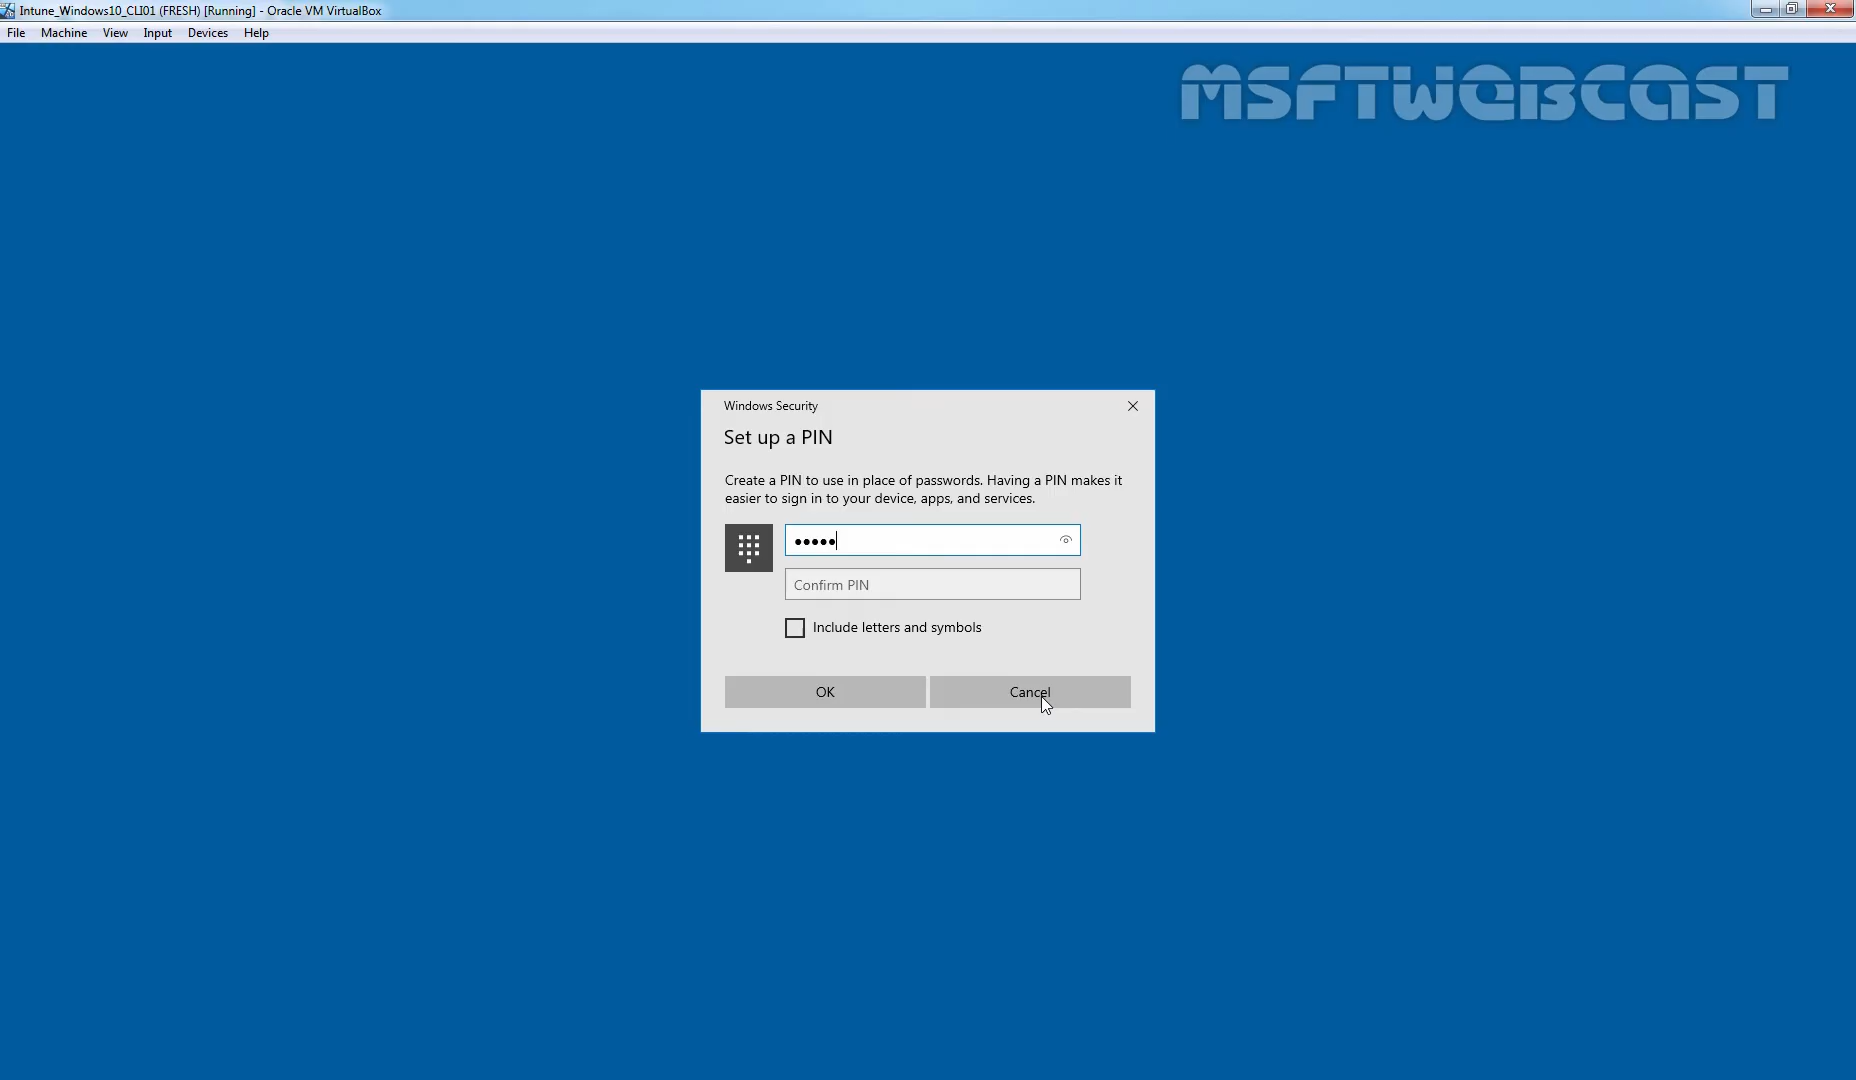 Intune_Windows10_CLI01 (FRESH) [Running] - Oracle VM VirtualBox
File Machine View Input Devices Help
MSFTWEBCAST
Windows Security
Set up a PIN
Create a PIN to use in place of passwords. Having a PIN makes it
easier to sign in to your device, apps, and services.
●●●●●
Confirm PIN
Include letters and symbols
OK Cancel